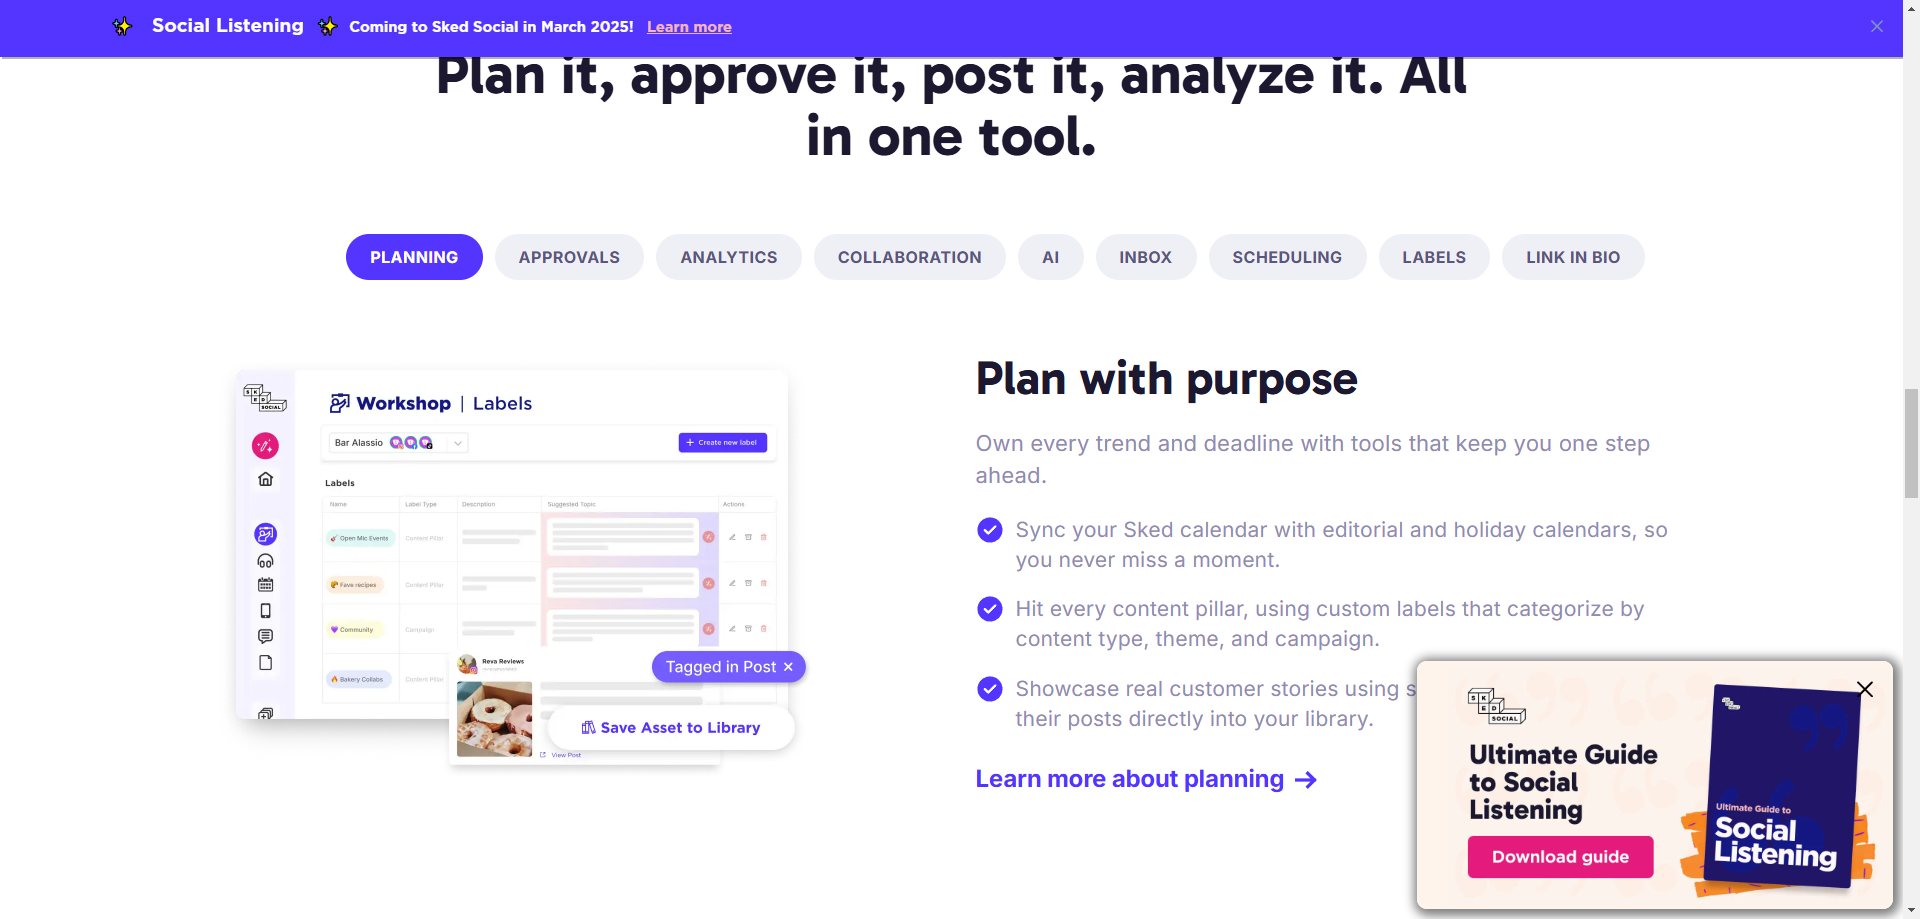 Social Listening
Coming to Sked Social in March 2025!
Learn more
Plan it, approve it, post it, analyze it. All
in one tool.
PLANNING
APPROVALS
ANALYTICS
COLLABORATION
AI
INBOX
SCHEDULING
LABELS
LINK IN BIO
SKED SOCIAL
Workshop | Labels
Bar Alassio
+ Create new label
Labels
Name
Label Type
Description
Suggested Topic
Actions
Open Mic Events
Content Pillar
Fave recipes
Content Pillar
Community
Campaign
Bakery Collabs
Content Pillar
Reva Reviews
Tagged in Post ×
Save Asset to Library
View Post
Plan with purpose
Own every trend and deadline with tools that keep you one step
ahead.
Sync your Sked calendar with editorial and holiday calendars, so
you never miss a moment.
Hit every content pillar, using custom labels that categorize by
content type, theme, and campaign.
Showcase real customer stories using s
their posts directly into your library.
Learn more about planning →
SKED SOCIAL
Ultimate Guide
to Social
Listening
Download guide
Ultimate Guide to
Social
Listening